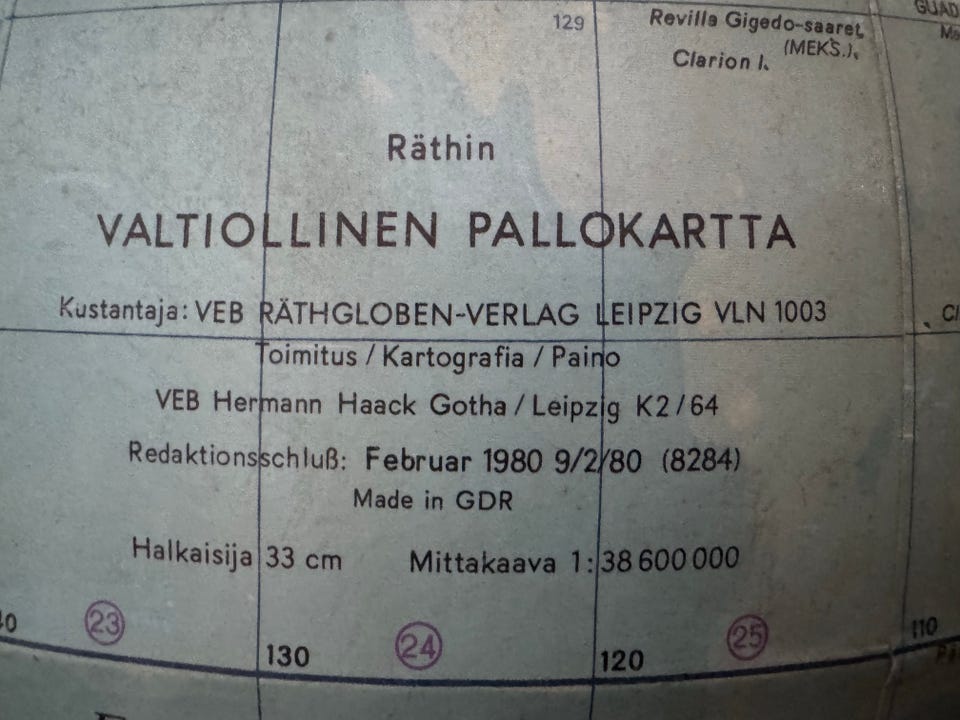 129
Revilla Gigedo-saaret
(MEKS.)
Clarion I.
Räthin
VALTIOLLINEN PALLOKARTTA
Kustantaja: VEB RÄTHGLOBEN-VERLAG LEIPZIG VLN 1003
Toimitus / Kartografia / Paino
VEB Hermann Haack Gotha / Leipzig K2/64
Redaktionsschluß: Februar 1980 9/2/80 (8284)
Made in GDR
Halkaisija 33 cm Mittakaava 1:38 600 000
23 24 25
130 120 110